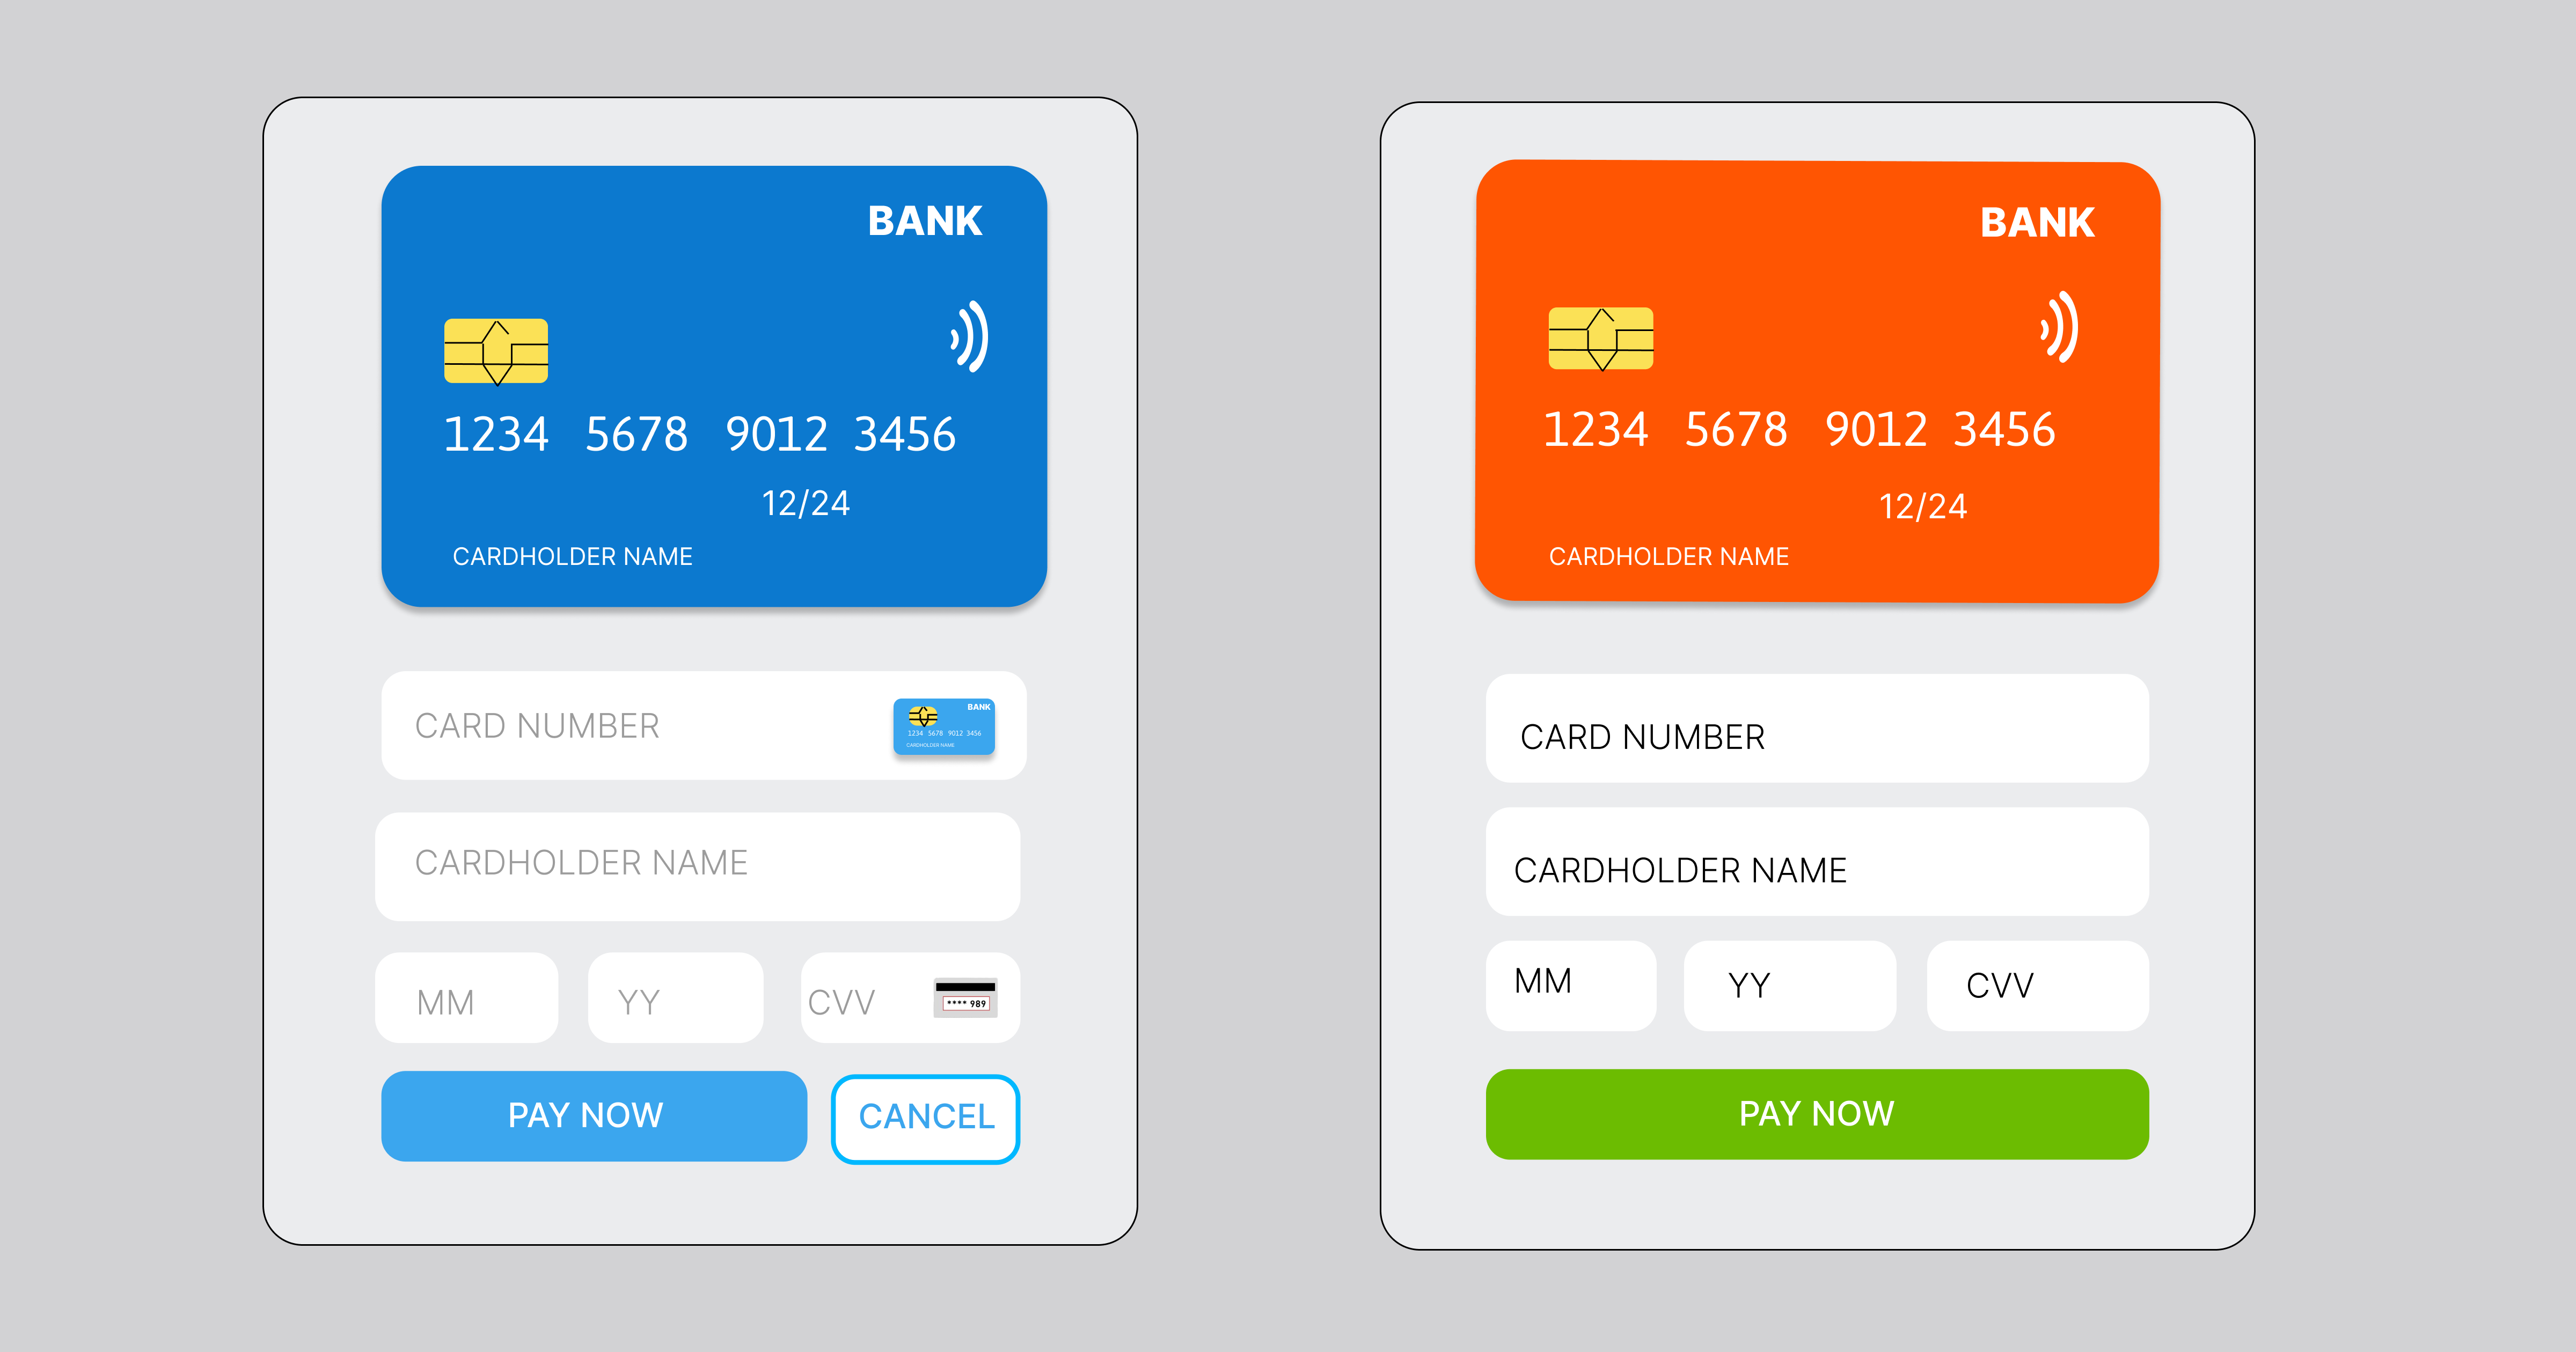 BANK
1234 5678 9012 3456
12/24
CARDHOLDER NAME
CARD NUMBER
BANK
1234 5678 9012 3456
CARDHOLDER NAME
CARDHOLDER NAME
MM YY CVV
**** 989
PAY NOW CANCEL
BANK
1234 5678 9012 3456
12/24
CARDHOLDER NAME
CARD NUMBER
CARDHOLDER NAME
MM YY CVV
PAY NOW